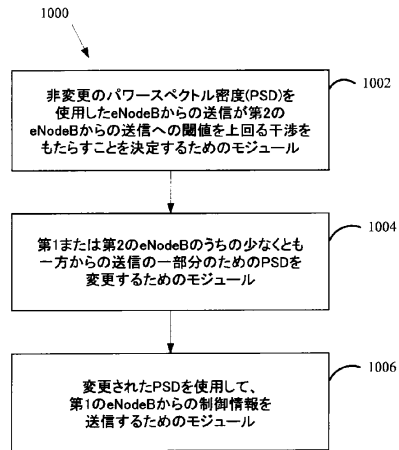 1000
非変更のパワースペクトル密度(PSD)を
使用したeNodeBからの送信が第2の
eNodeBからの送信への閾値を上回る干渉を
もたらすことを決定するためのモジュール
1002
第1または第2のeNodeBのうちの少なくとも
一方からの送信の一部分のためのPSDを
変更するためのモジュール
1004
変更されたPSDを使用して、
第1のeNodeBからの制御情報を
送信するためのモジュール
1006